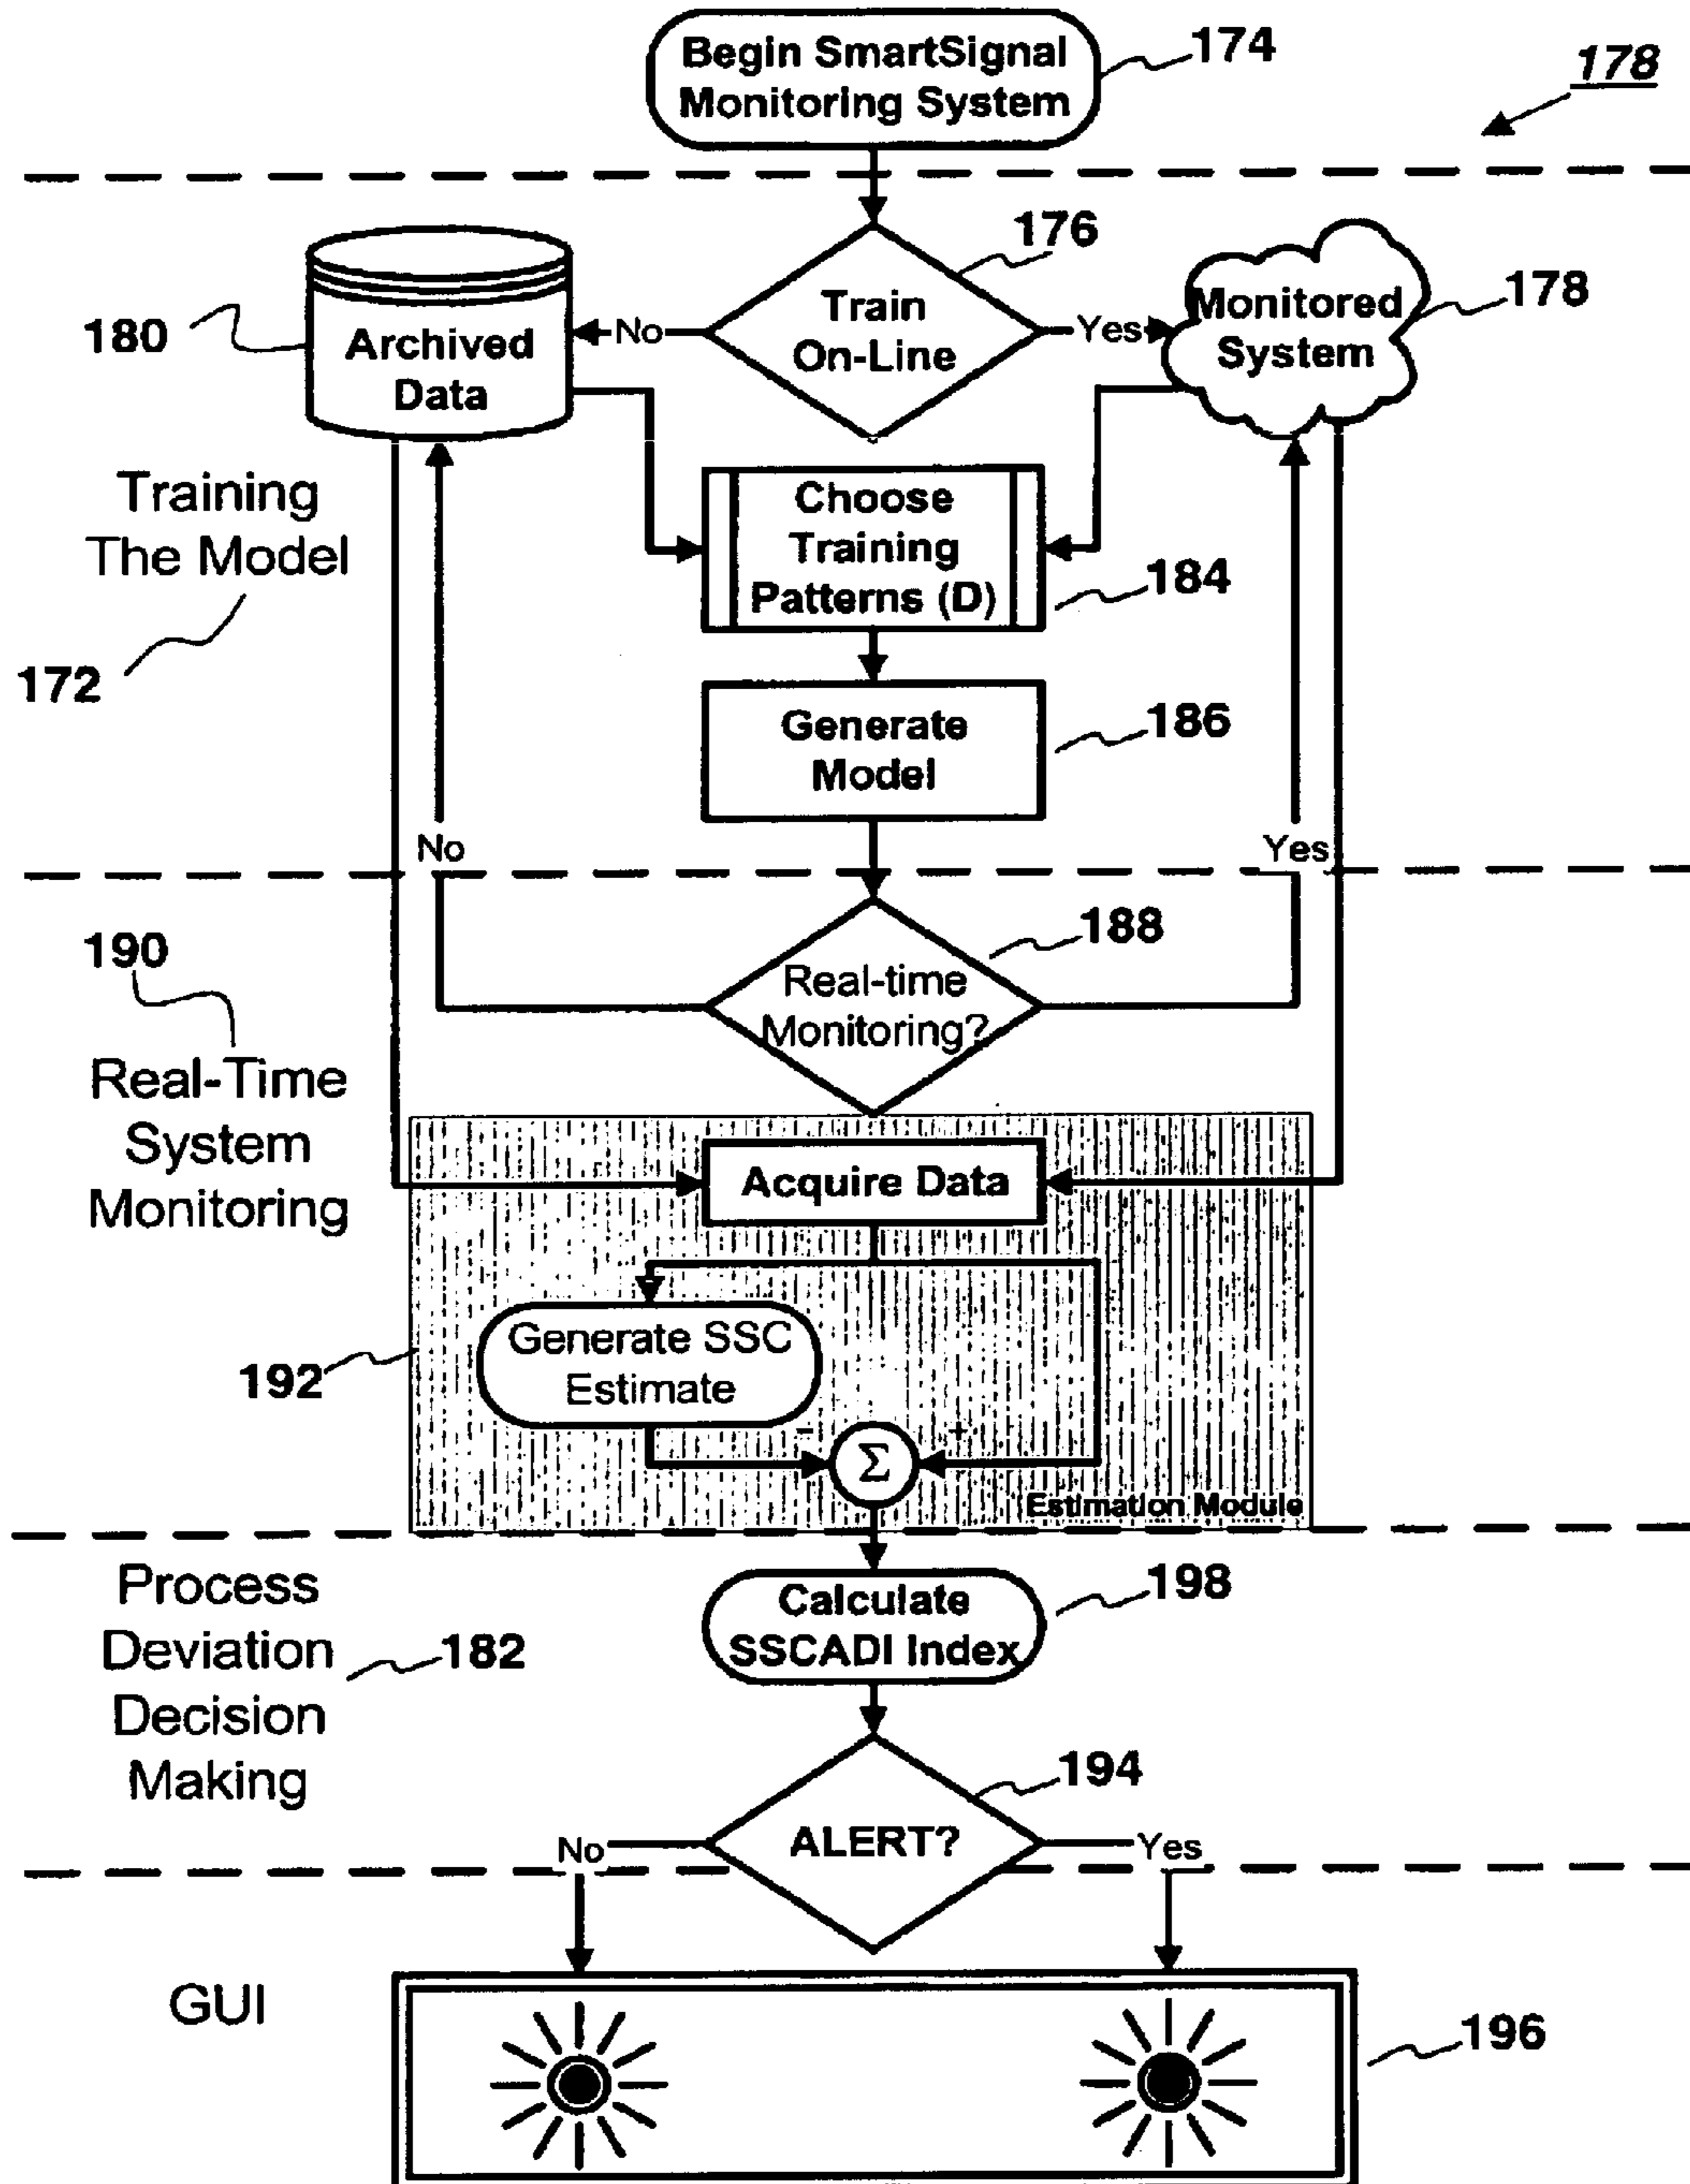 Begin SmartSignal
Monitoring System
174
178
176
Train
On-Line
No
Yes
Archived
Data
180
Monitored
System
178
Training
The Model
172
Choose
Training
Patterns (D)
184
Generate
Model
186
No
Yes
188
Real-time
Monitoring?
190
Real-Time
System
Monitoring
Acquire Data
Generate SSC
Estimate
192
-
+
Σ
Estimation Module
Process
Deviation
Decision
Making
182
Calculate
SSCADI Index
198
194
ALERT?
No
Yes
GUI
196